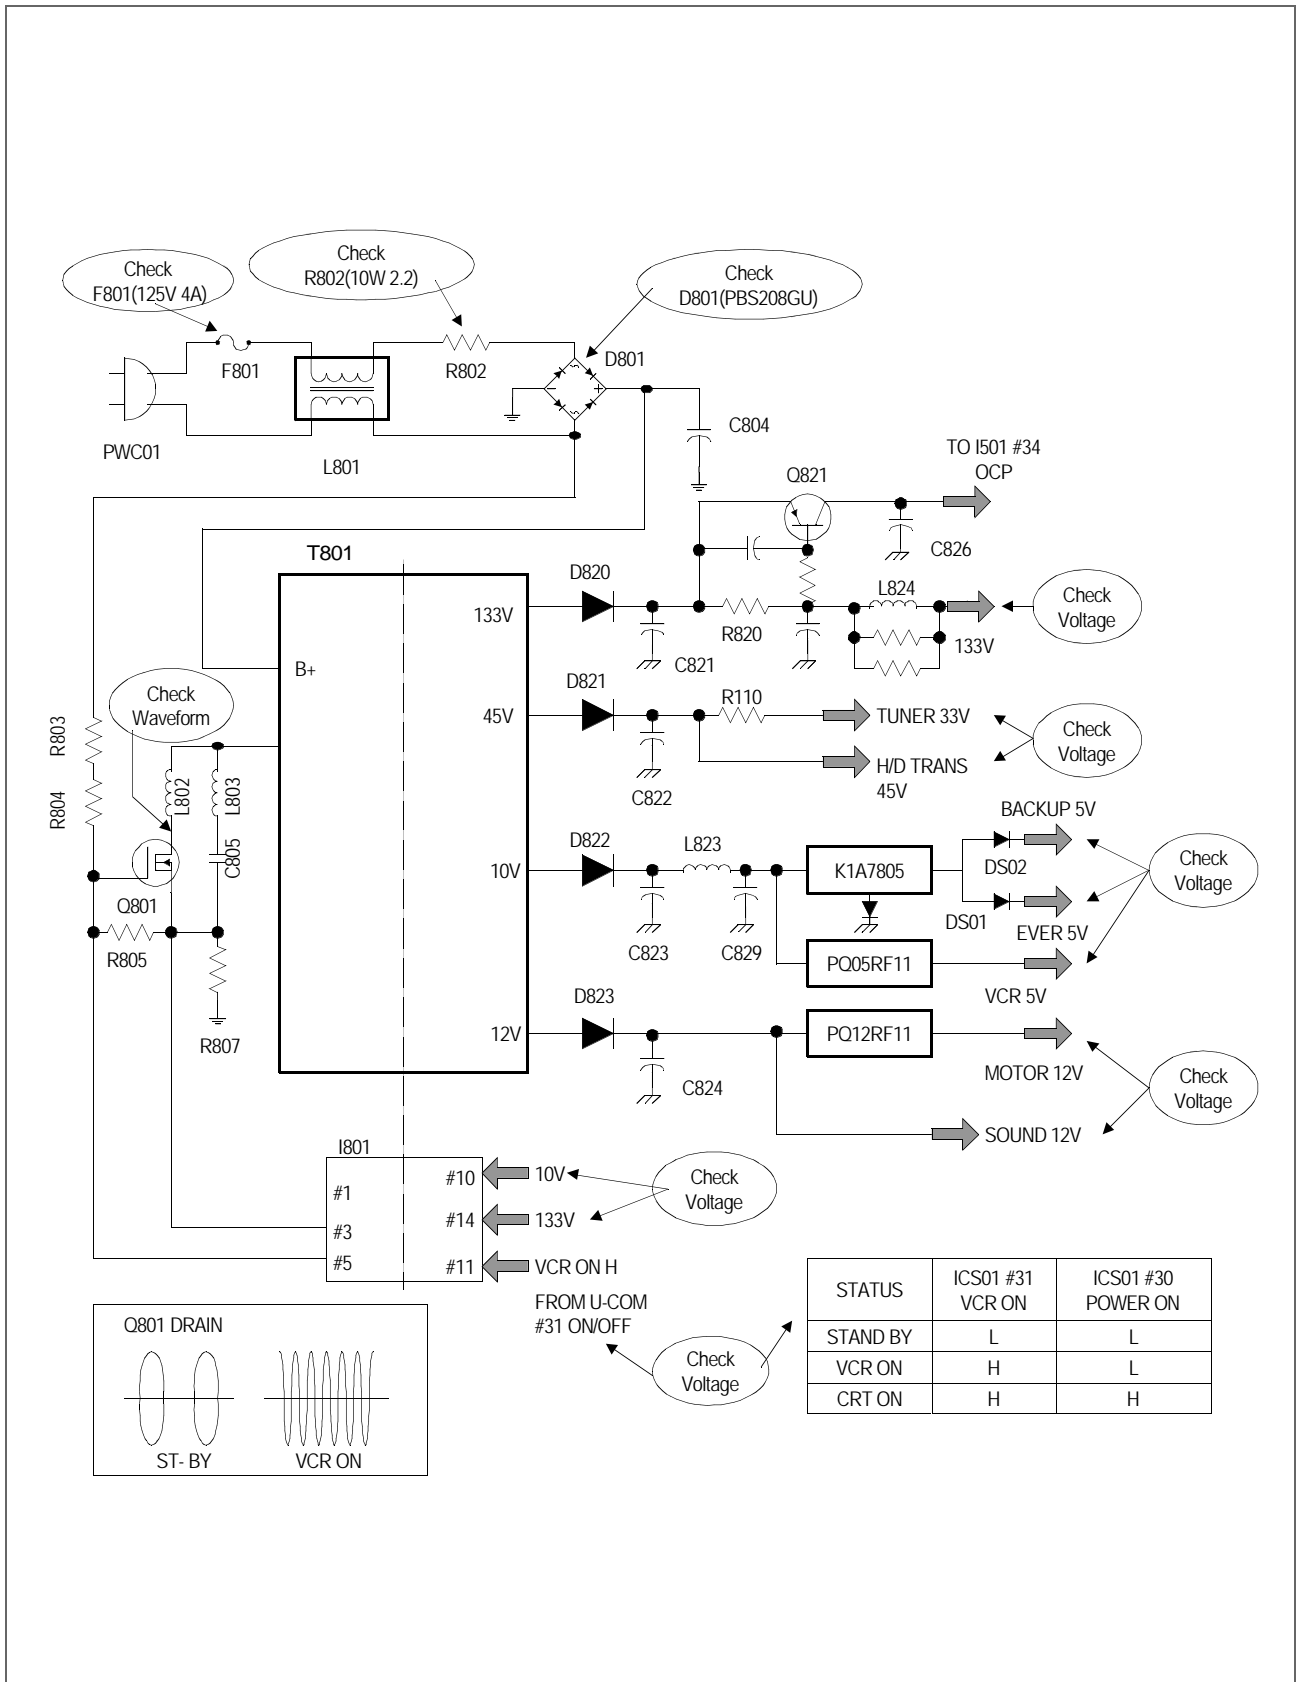 Check
F801(125V 4A)
Check
R802(10W 2.2)
Check
D801(PBS208GU)
F801
R802
D801
PWC01
L801
C804
TO I501 #34
OCP
Q821
C826
T801
D820
133V
R820
L824
Check
Voltage
133V
C821
B+
D821
45V
R110
TUNER 33V
H/D TRANS
45V
Check
Voltage
C822
Check
Waveform
R803
R804
L802
L803
C805
Q801
R805
R807
D822
10V
L823
K1A7805
BACKUP 5V
DS02
DS01
EVER 5V
Check
Voltage
C823
C829
PQ05RF11
VCR 5V
D823
12V
PQ12RF11
MOTOR 12V
Check
Voltage
C824
SOUND 12V
I801
#1
#3
#5
#10
#14
#11
10V
133V
VCR ON H
Check
Voltage
FROM U-COM
#31 ON/OFF
Check
Voltage
STATUS
ICS01 #31
VCR ON
ICS01 #30
POWER ON
STAND BY L L
VCR ON H L
CRT ON H H
Q801 DRAIN
ST- BY
VCR ON